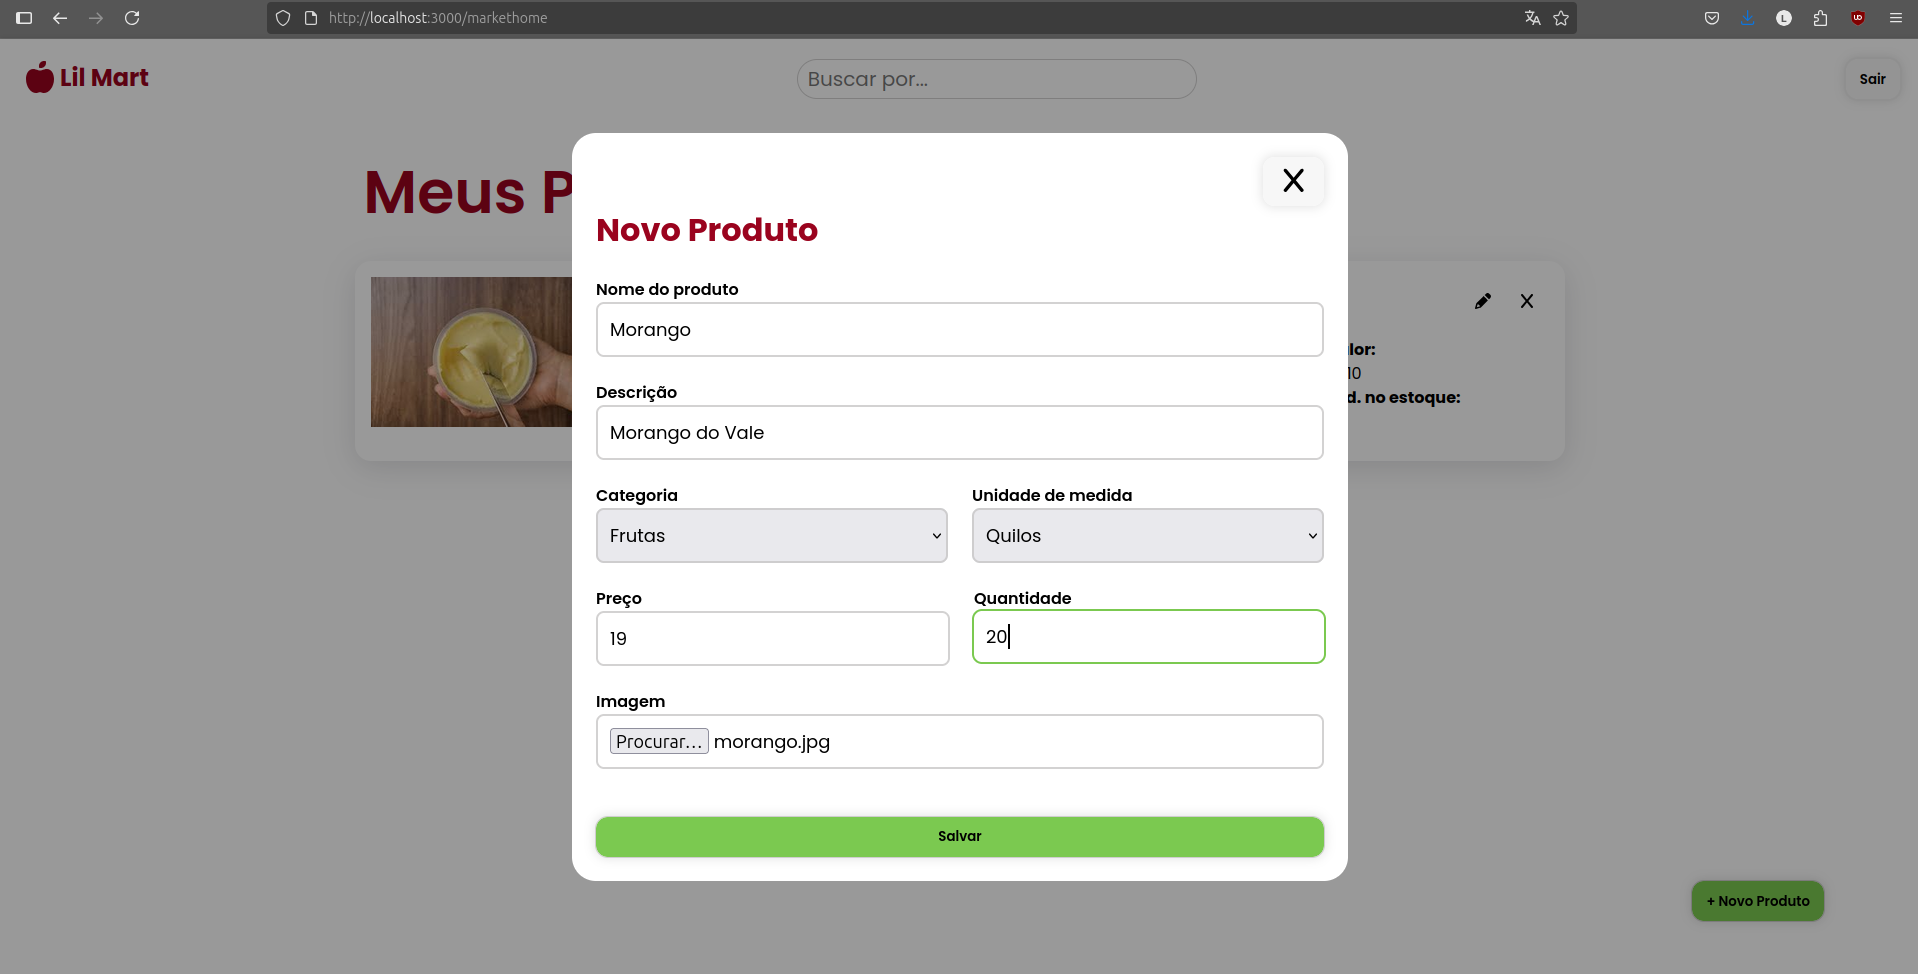 http://localhost:3000/markethome
L
Lil Mart
Buscar por...
Sair
Meus P
X
Novo Produto
Nome do produto
Morango
Descrição
Morango do Vale
Categoria
Unidade de medida
Frutas
Quilos
Preço
Quantidade
19
20
Imagem
Procurar... morango.jpg
Salvar
X
lor:
10
d. no estoque:
+ Novo Produto